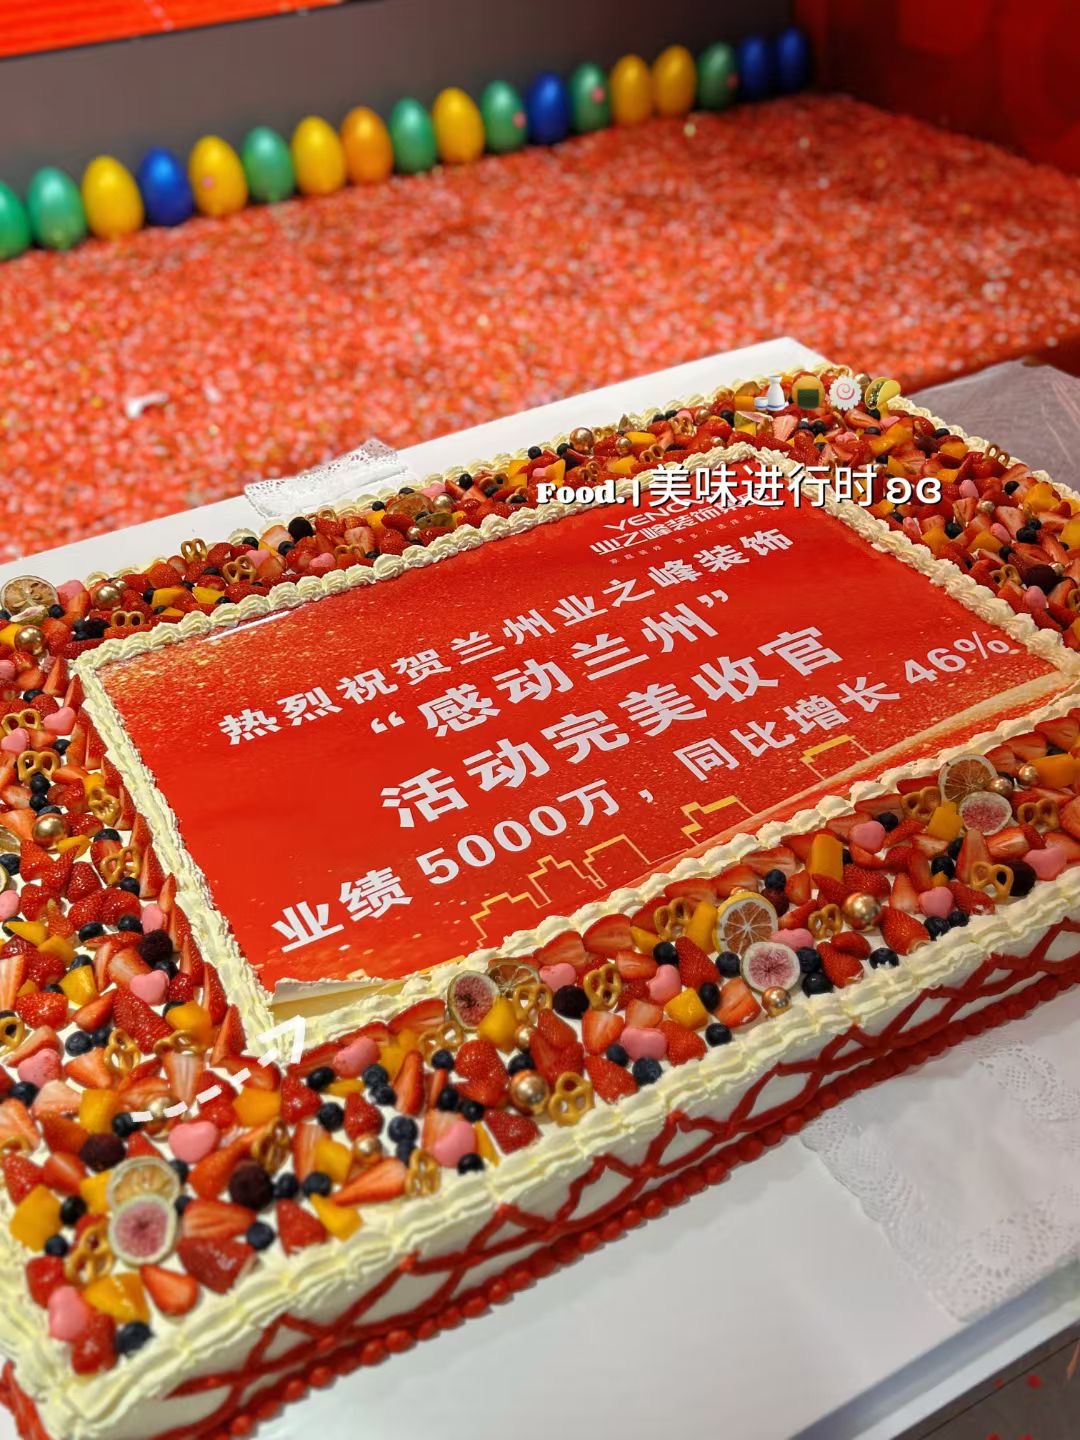 Food.|美味进行时ʚɞ
业之峰装饰
热烈祝贺兰州业之峰装饰
“感动兰州”
活动完美收官
业绩 5000万，同比增长 46%